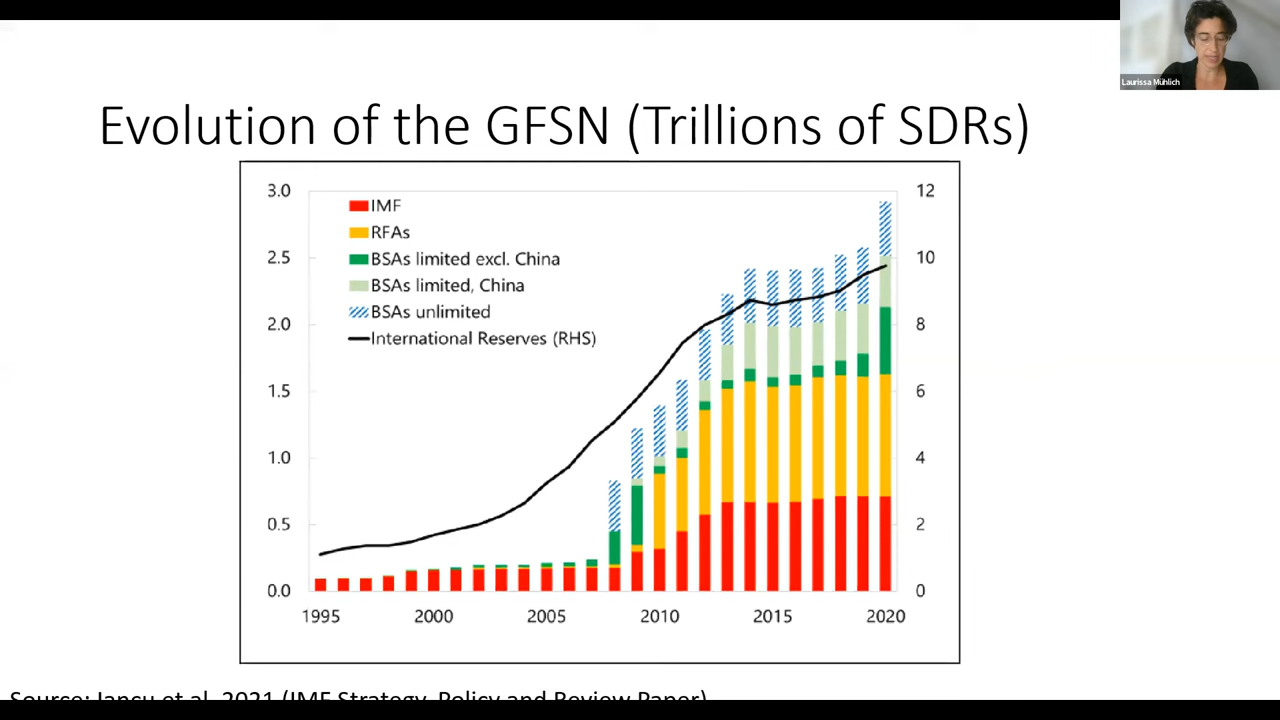 Laurissa Mühlich
Evolution of the GFSN (Trillions of SDRs)
3.0
2.5
2.0
1.5
1.0
0.5
0.0
IMF
RFAs
BSAs limited excl. China
BSAs limited, China
BSAs unlimited
International Reserves (RHS)
12
10
8
6
4
2
0
1995 2000 2005 2010 2015 2020
Source: Iancu et al. 2021 (IMF Strategy, Policy and Review Paper)